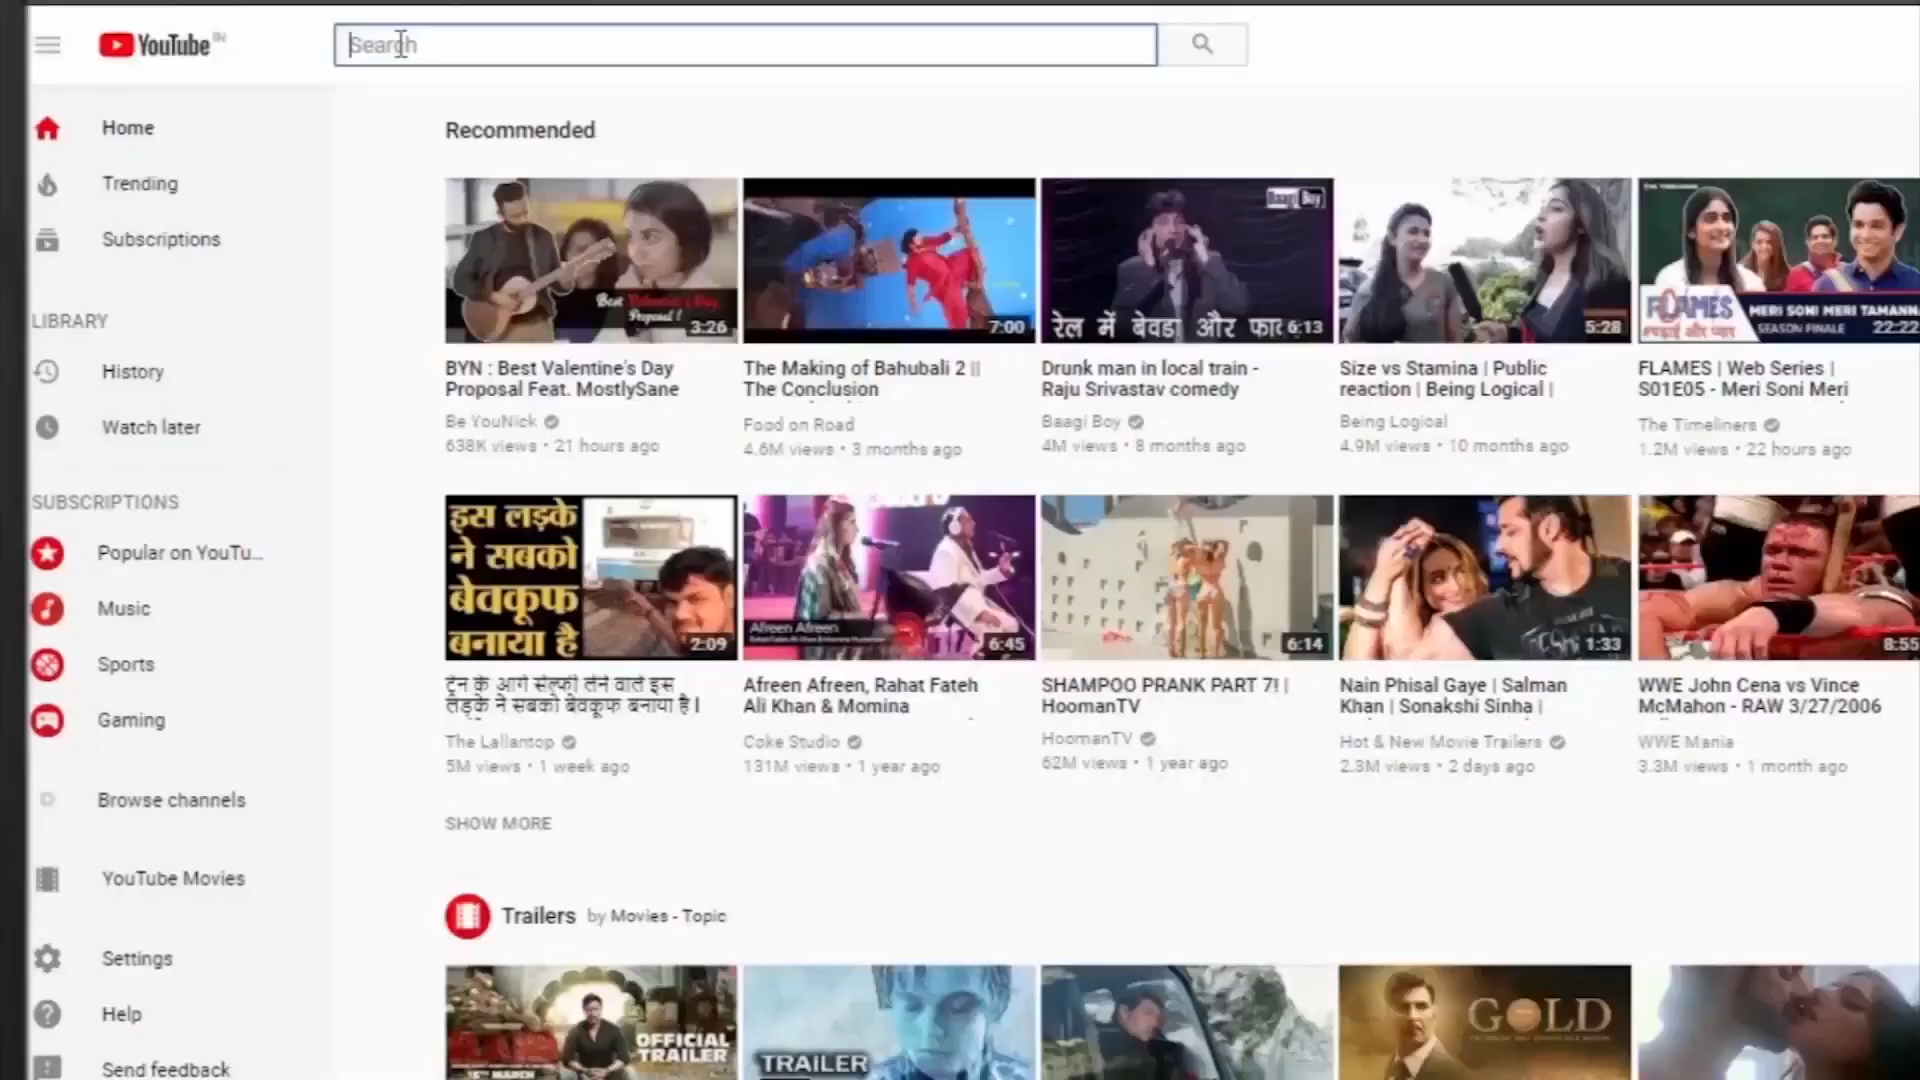 YouTube IN
Search
Home
Trending
Subscriptions
LIBRARY
History
Watch later
SUBSCRIPTIONS
Popular on YouTu...
Music
Sports
Gaming
Browse channels
YouTube Movies
Settings
Help
Send feedback
Recommended
Best Valentine's Day
Proposal !
3:26
7:00
Baagi Boy
रेल में बेवडा और
6:13
5:28
FLAMES
MERI SONI MERI TAMANN
SEASON FINALE
22:22
BYN : Best Valentine's Day
Proposal Feat. MostlySane
Be YouNick
638K views • 21 hours ago
The Making of Bahubali 2 ||
The Conclusion
Food on Road
4.6M views • 3 months ago
Drunk man in local train -
Raju Srivastav comedy
Baagi Boy
4M views • 8 months ago
Size vs Stamina | Public
reaction | Being Logical |
Being Logical
4.9M views • 10 months ago
FLAMES | Web Series |
S01E05 - Meri Soni Meri
The Timeliners
1.2M views • 22 hours ago
इस लड़के
ने सबको
बेवकूफ
बनाया है
2:09
Afreen Afreen
6:45
6:14
1:33
8:55
ट्रेन के आगे सेल्फी लेने वाले इस
लड़के ने सबको बेवकूफ बनाया है l
The Lallantop
5M views • 1 week ago
Afreen Afreen, Rahat Fateh
Ali Khan & Momina
Coke Studio
131M views • 1 year ago
SHAMPOO PRANK PART 7! |
HoomanTV
HoomanTV
62M views • 1 year ago
Nain Phisal Gaye | Salman
Khan | Sonakshi Sinha |
Hot & New Movie Trailers
2.3M views • 2 days ago
WWE John Cena vs Vince
McMahon - RAW 3/27/2006
WWE Mania
3.3M views • 1 month ago
SHOW MORE
Trailers by Movies - Topic
OFFICIAL
TRAILER
16TH MARCH
TRAILER
GOLD